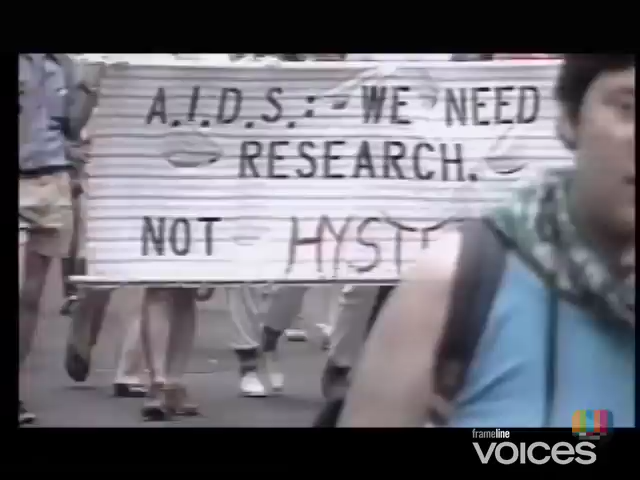 A.I.D.S.:- WE NEED
RESEARCH.
NOT
frameline
VOICES